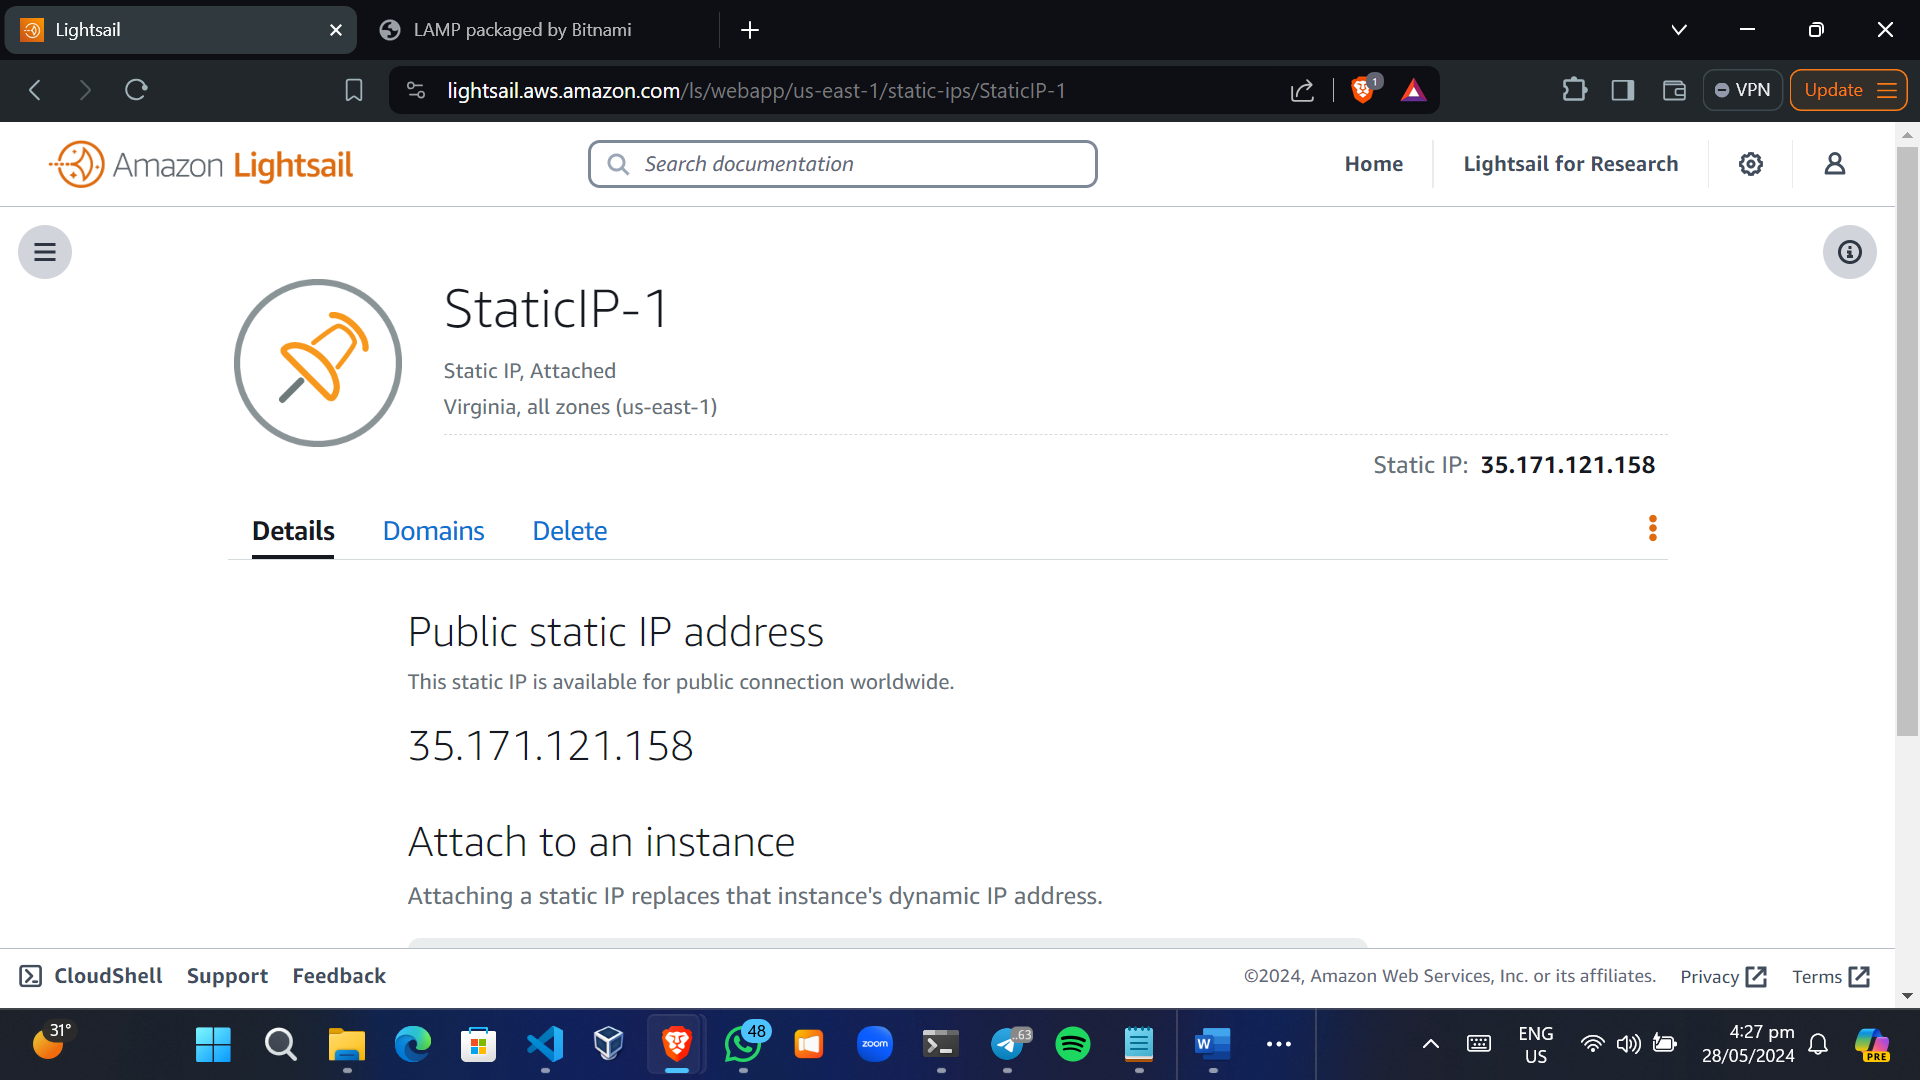 Lightsail
LAMP packaged by Bitnami
lightsail.aws.amazon.com/ls/webapp/us-east-1/static-ips/StaticIP-1
1
VPN
Update
Amazon Lightsail
Search documentation
Home
Lightsail for Research
StaticIP-1
Static IP, Attached
Virginia, all zones (us-east-1)
Static IP: 35.171.121.158
Details
Domains
Delete
Public static IP address
This static IP is available for public connection worldwide.
35.171.121.158
Attach to an instance
Attaching a static IP replaces that instance's dynamic IP address.
CloudShell
Support
Feedback
©2024, Amazon Web Services, Inc. or its affiliates.
Privacy
Terms
31°
48
zoom
63
W
ENG
US
4:27 pm
28/05/2024
PRE